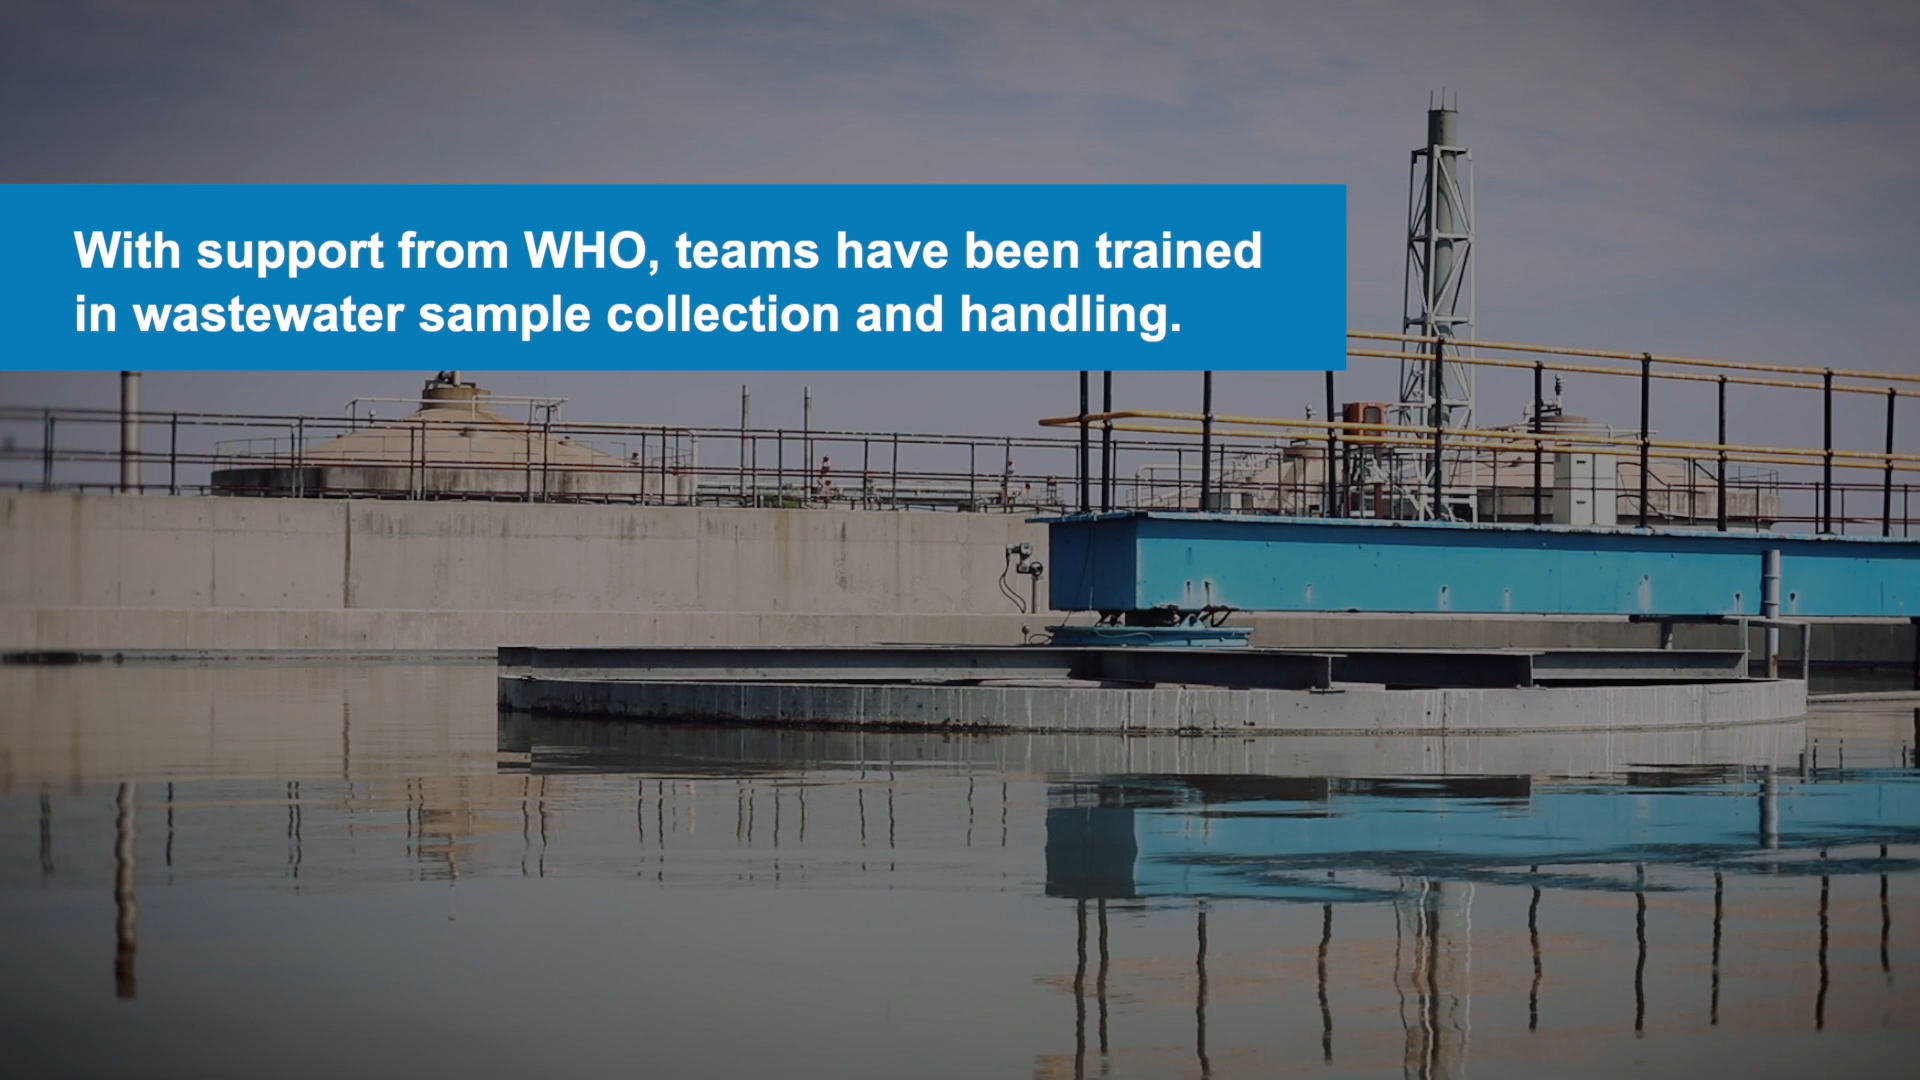 With support from WHO, teams have been trained
in wastewater sample collection and handling.